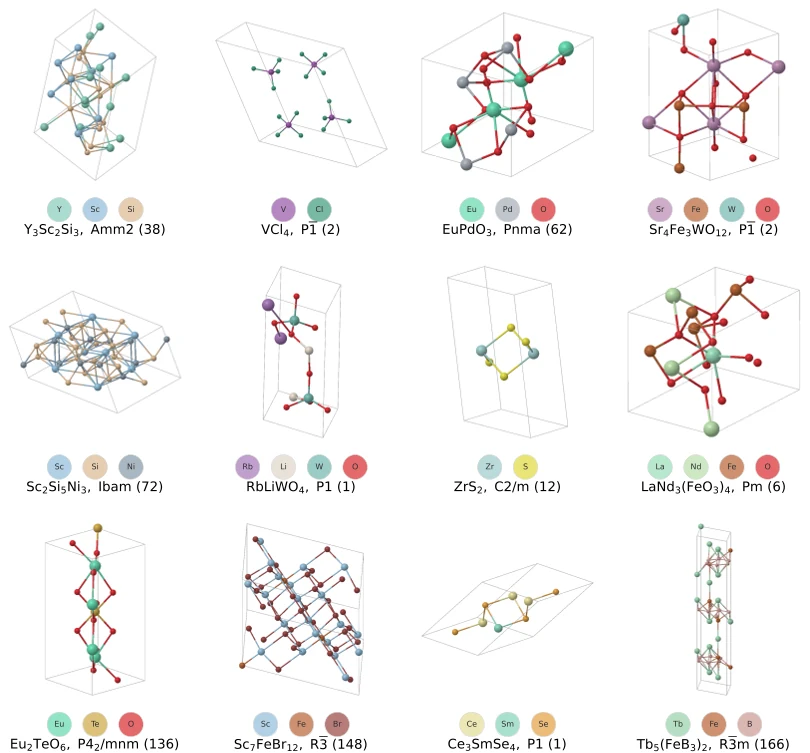 Y Sc Si
V Cl
Eu Pd O
Sr Fe W O
Y₃Sc₂Si₃, Amm2 (38)
VCl₄, P1̅ (2)
EuPdO₃, Pnma (62)
Sr₄Fe₃WO₁₂, P1̅ (2)
Sc Si Ni
Rb Li W O
Zr S
La Nd Fe O
Sc₂Si₅Ni₃, Ibam (72)
RbLiWO₄, P1 (1)
ZrS₂, C2/m (12)
LaNd₃(FeO₃)₄, Pm (6)
Eu Te O
Sc Fe Br
Ce Sm Se
Tb Fe B
Eu₂TeO₆, P4₂/mnm (136)
Sc₇FeBr₁₂, R3̅ (148)
Ce₃SmSe₄, P1 (1)
Tb₅(FeB₃)₂, R3̅m (166)